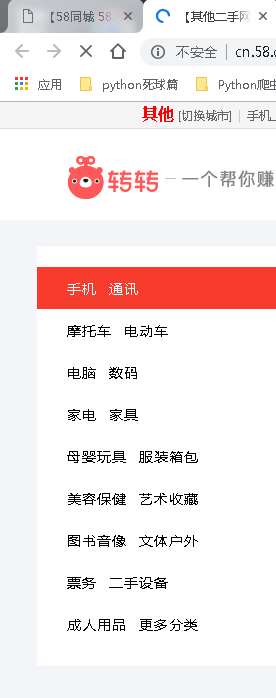 【58同城 58. 【其他二手网
不安全 cn.58.
应用 python死球篇 Python爬
其他 [切换城市] 手机
转转 — 一个帮你赚
手机 通讯
摩托车 电动车
电脑 数码
家电 家具
母婴玩具 服装箱包
美容保健 艺术收藏
图书音像 文体户外
票务 二手设备
成人用品 更多分类